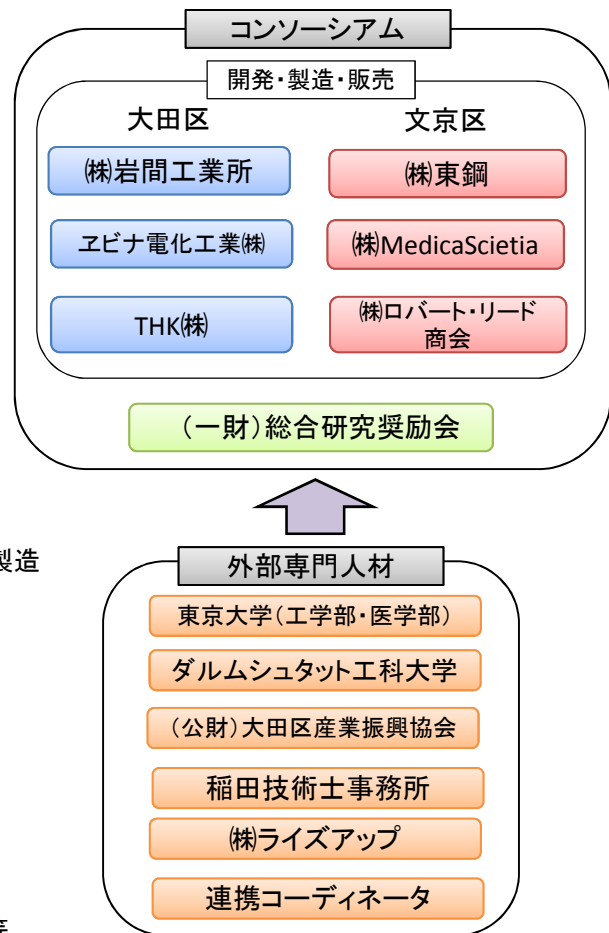 コンソーシアム
開発・製造・販売
大田区
文京区
㈱岩間工業所
㈱東鋼
ヱビナ電化工業㈱
㈱MedicaScietia
THK㈱
㈱ロバート・リード
商会
（一財）総合研究奨励会
製造
外部専門人材
東京大学（工学部・医学部）
ダルムシュタット工科大学
（公財）大田区産業振興協会
稲田技術士事務所
㈱ライズアップ
連携コーディネータ